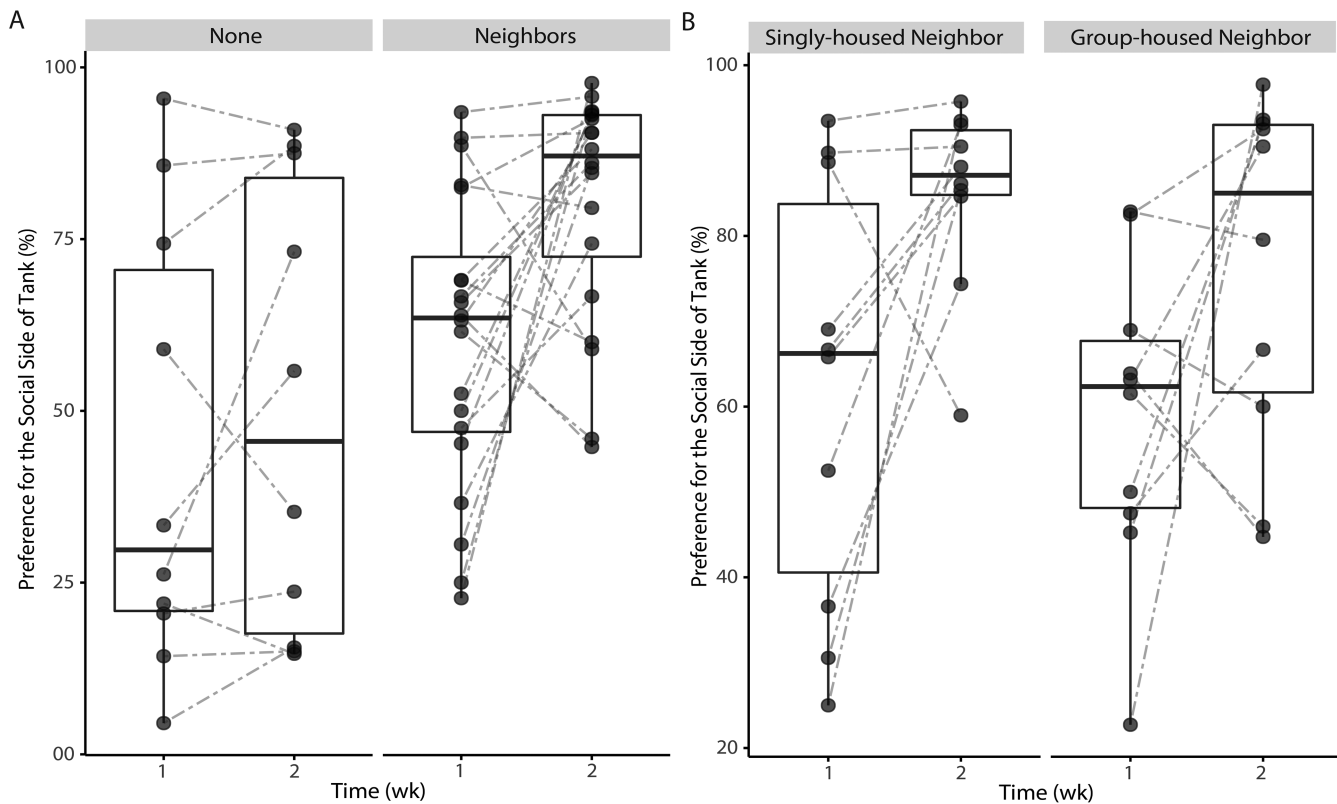 A
None
Neighbors
Preference for the Social Side of Tank (%)
100
75
50
25
00
1
2
1
2
Time (wk)
B
Singly-housed Neighbor
Group-housed Neighbor
Preference for the Social Side of Tank (%)
100
80
60
40
20
1
2
1
2
Time (wk)